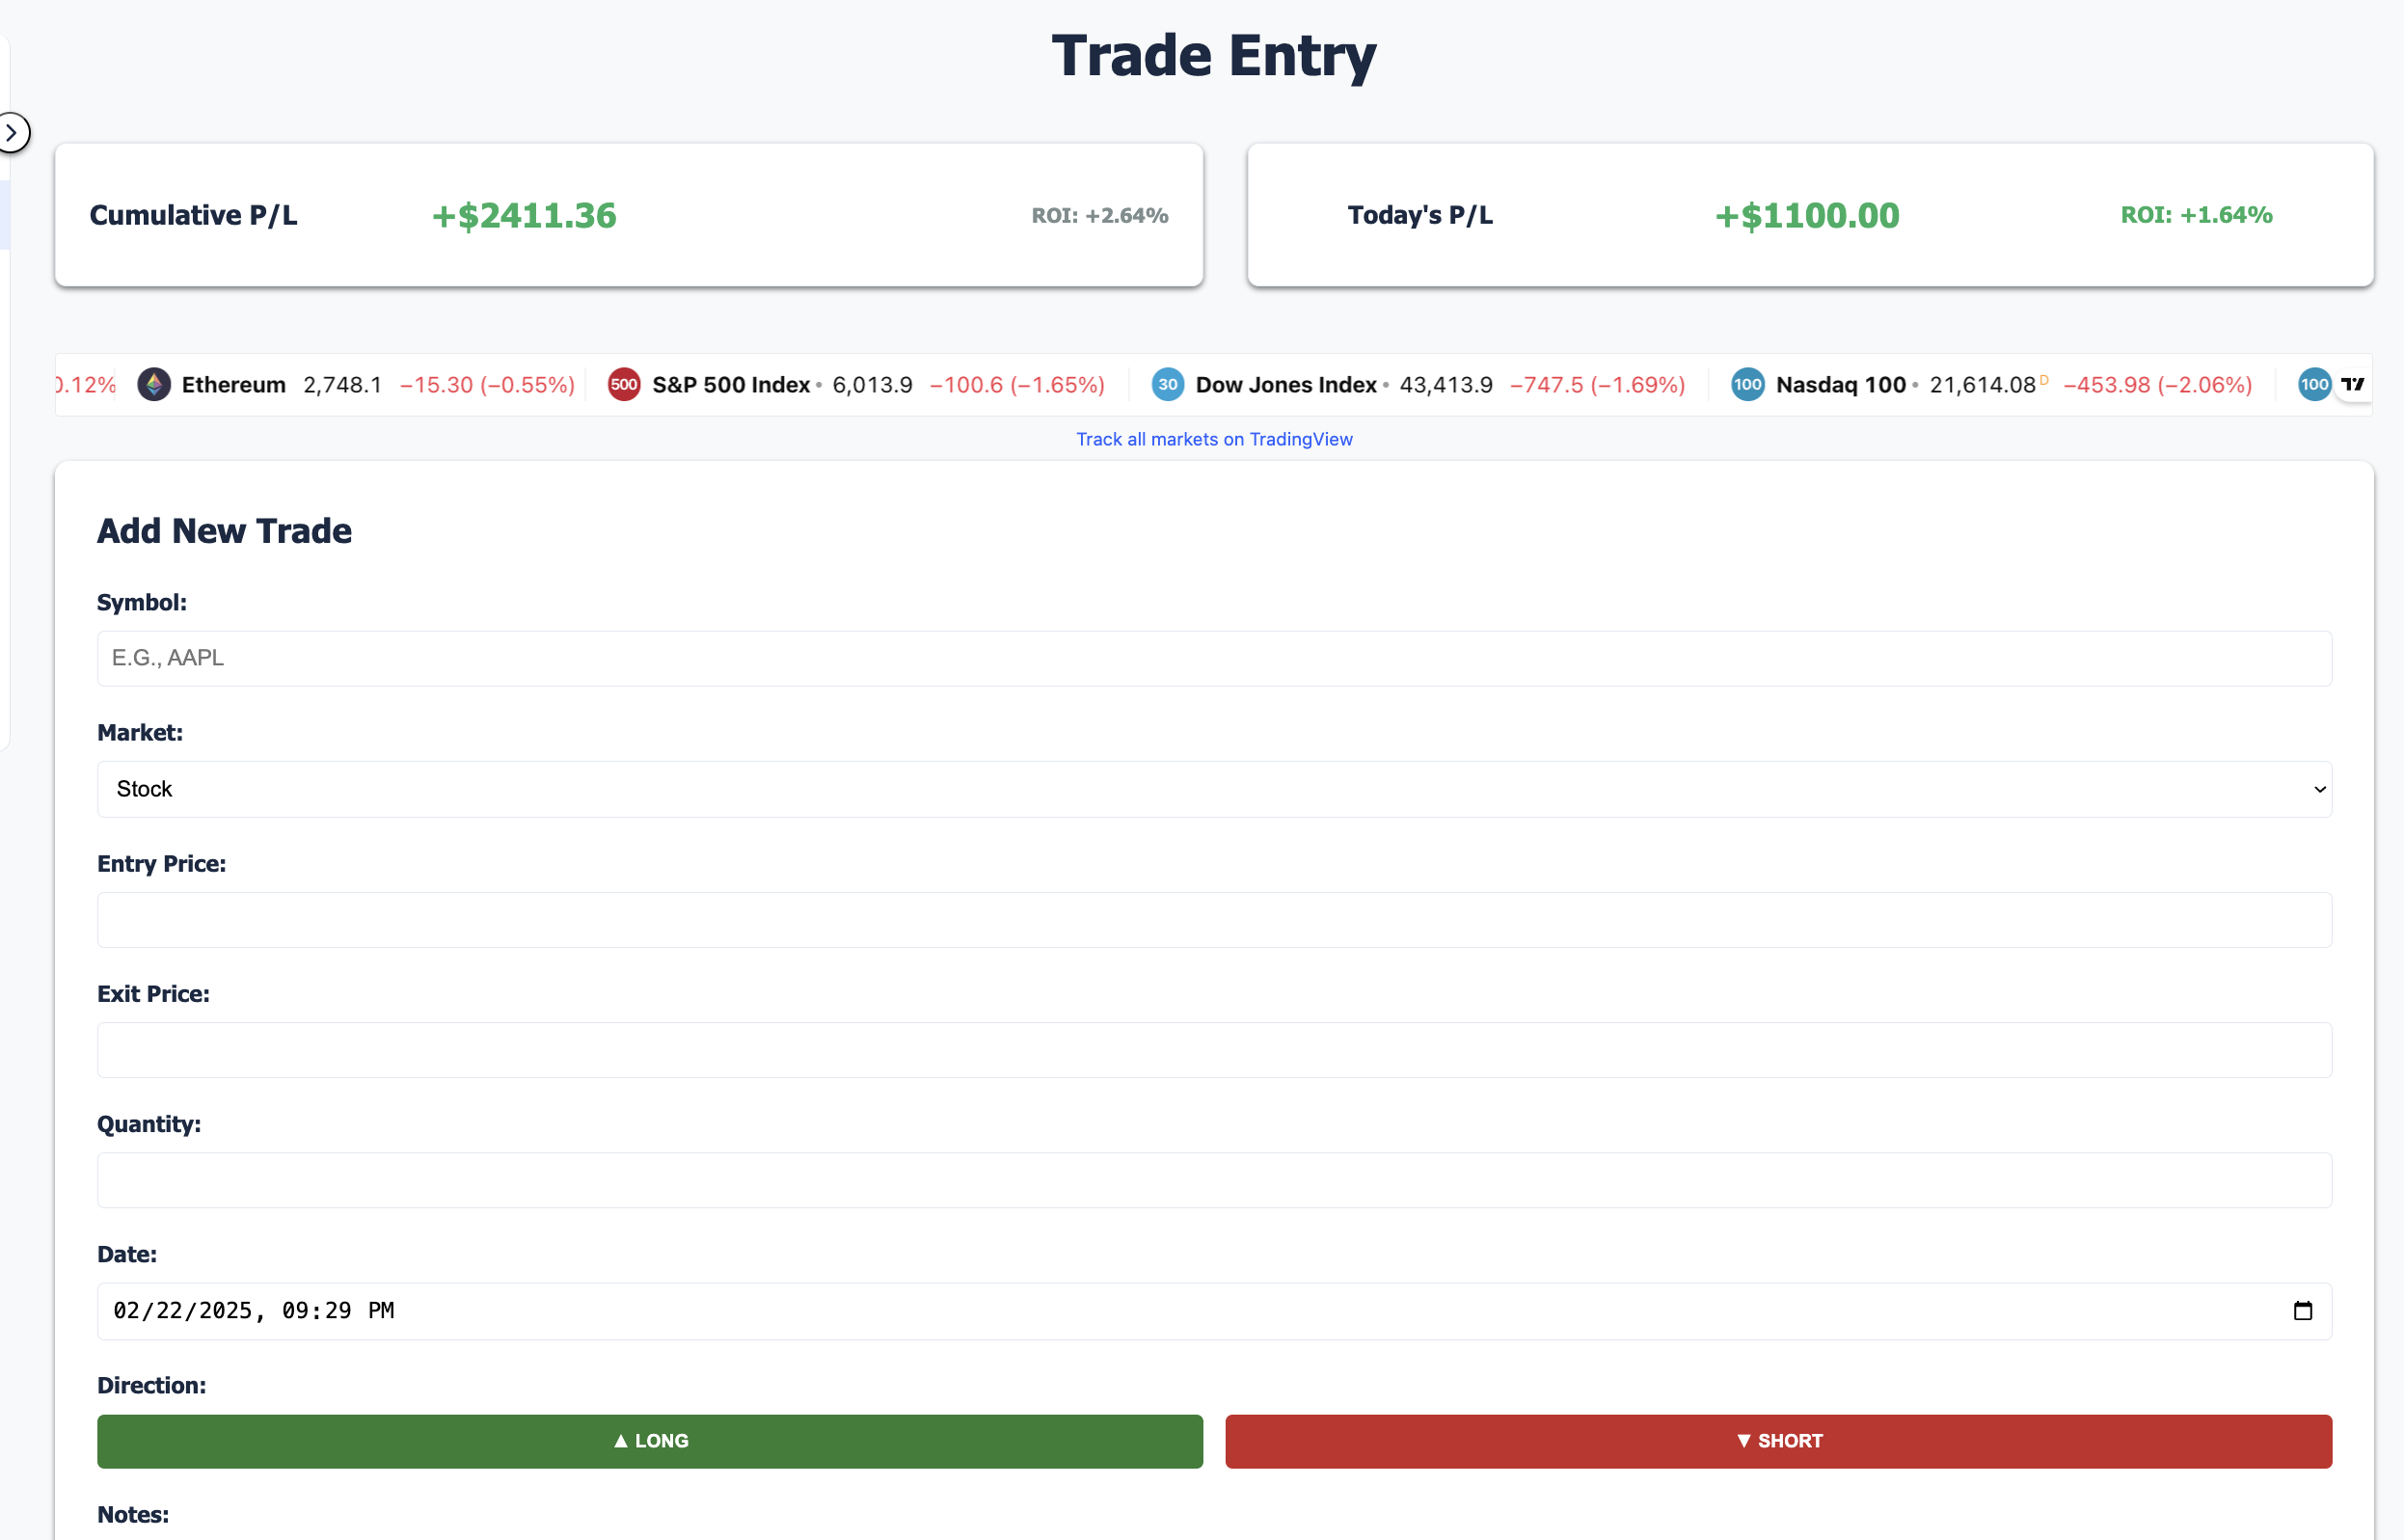 Trade Entry
Cumulative P/L +$2411.36 ROI: +2.64%
Today's P/L +$1100.00 ROI: +1.64%
0.12% Ethereum 2,748.1 −15.30 (−0.55%) 500 S&P 500 Index • 6,013.9 −100.6 (−1.65%) 30 Dow Jones Index • 43,413.9 −747.5 (−1.69%) 100 Nasdaq 100 • 21,614.08 D −453.98 (−2.06%) 100
Track all markets on TradingView
Add New Trade
Symbol:
E.G., AAPL
Market:
Stock
Entry Price:
Exit Price:
Quantity:
Date:
02/22/2025, 09:29 PM
Direction:
▲ LONG ▼ SHORT
Notes: